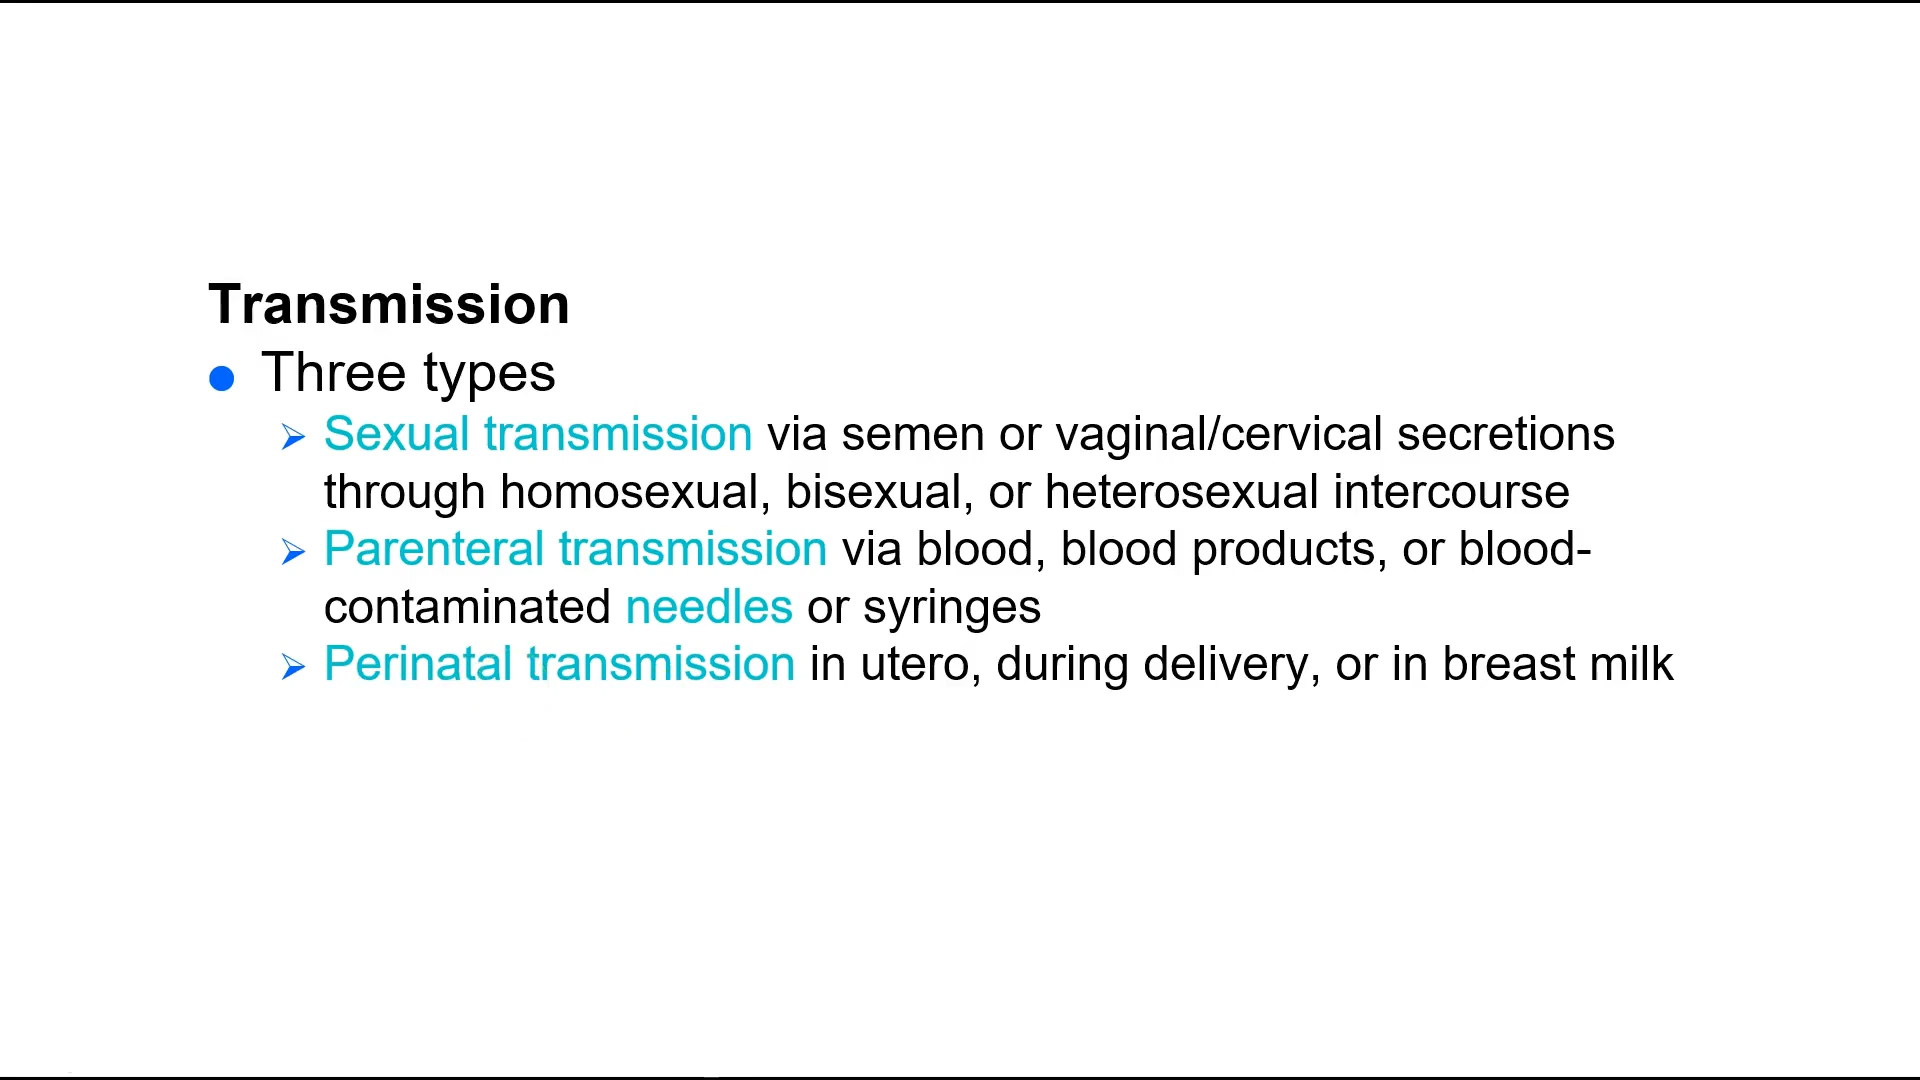 Transmission
● Three types
➢ Sexual transmission via semen or vaginal/cervical secretions
through homosexual, bisexual, or heterosexual intercourse
➢ Parenteral transmission via blood, blood products, or blood-
contaminated needles or syringes
➢ Perinatal transmission in utero, during delivery, or in breast milk